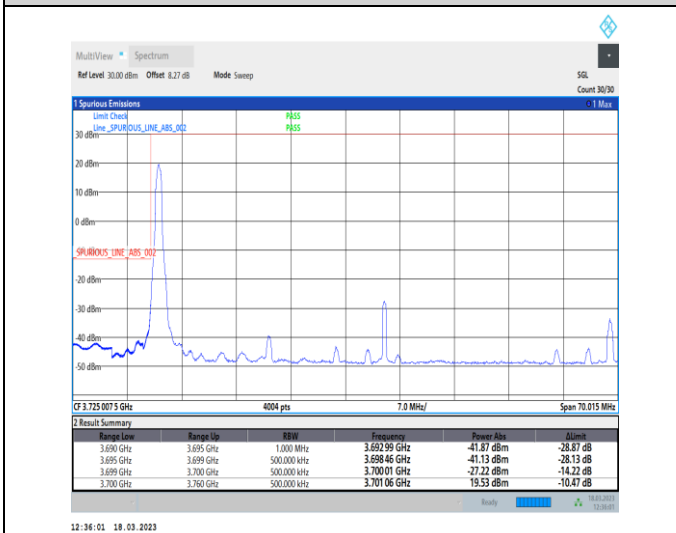 MultiView Spectrum
Ref Level 30.00 dBm Offset 8.27 dB Mode Sweep SGL
Count 30/30
1 Spurious Emissions 1 Max
Limit Check PASS
Line _SPURIOUS_LINE_ABS_002 PASS
30 dBm
20 dBm
10 dBm
0 dBm
_SPURIOUS_LINE_ABS_002
-20 dBm
-30 dBm
-40 dBm
-50 dBm
CF 3.725 007 5 GHz 4004 pts 7.0 MHz/ Span 70.015 MHz
2 Result Summary
Range Low Range Up RBW Frequency Power Abs ΔLimit
3.690 GHz 3.695 GHz 1.000 MHz 3.692 99 GHz -41.87 dBm -28.87 dB
3.695 GHz 3.699 GHz 500.000 kHz 3.698 46 GHz -41.13 dBm -28.13 dB
3.699 GHz 3.700 GHz 500.000 kHz 3.700 01 GHz -27.22 dBm -14.22 dB
3.700 GHz 3.760 GHz 500.000 kHz 3.701 06 GHz 19.53 dBm -10.47 dB
Ready 18.03.2023
12:36:01
12:36:01 18.03.2023